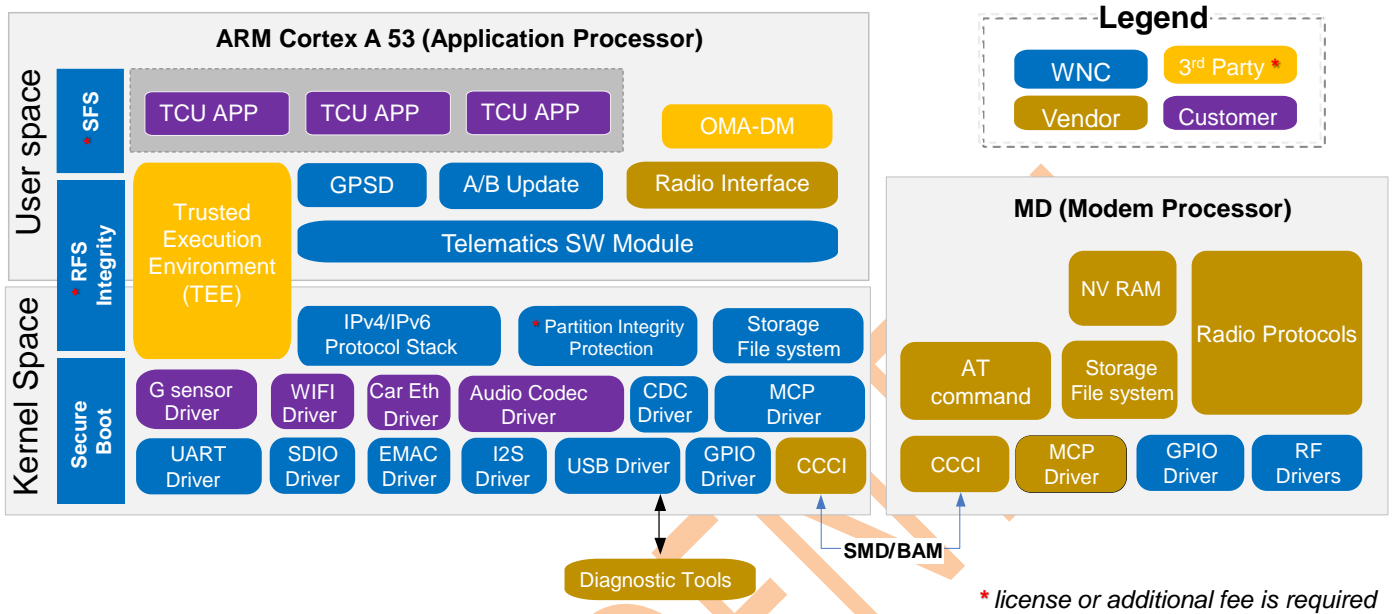 Legend
WNC
3rd Party *
Vendor
Customer
ARM Cortex A 53 (Application Processor)
User space
* SFS
TCU APP
TCU APP
TCU APP
OMA-DM
Trusted
Execution
Environment
(TEE)
GPSD
A/B Update
Radio Interface
Telematics SW Module
* RFS
Integrity
Kernel Space
IPv4/IPv6
Protocol Stack
* Partition Integrity
Protection
Storage
File system
Secure
Boot
G sensor
Driver
WIFI
Driver
Car Eth
Driver
Audio Codec
Driver
CDC
Driver
MCP
Driver
UART
Driver
SDIO
Driver
EMAC
Driver
I2S
Driver
USB Driver
GPIO
Driver
CCCI
MD (Modem Processor)
NV RAM
Radio Protocols
AT
command
Storage
File system
CCCI
MCP
Driver
GPIO
Driver
RF
Drivers
SMD/BAM
Diagnostic Tools
* license or additional fee is required